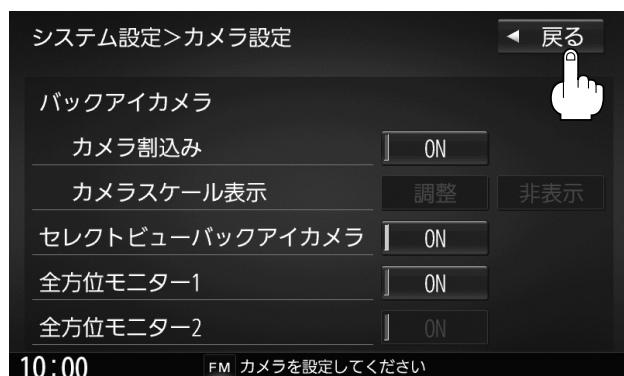 システム設定>カメラ設定 ◀ 戻る
バックアイカメラ
カメラ割込み ON
カメラスケール表示 調整 非表示
セレクトビューバックアイカメラ ON
全方位モニター1 ON
全方位モニター2 ON
10:00 FM カメラを設定してください